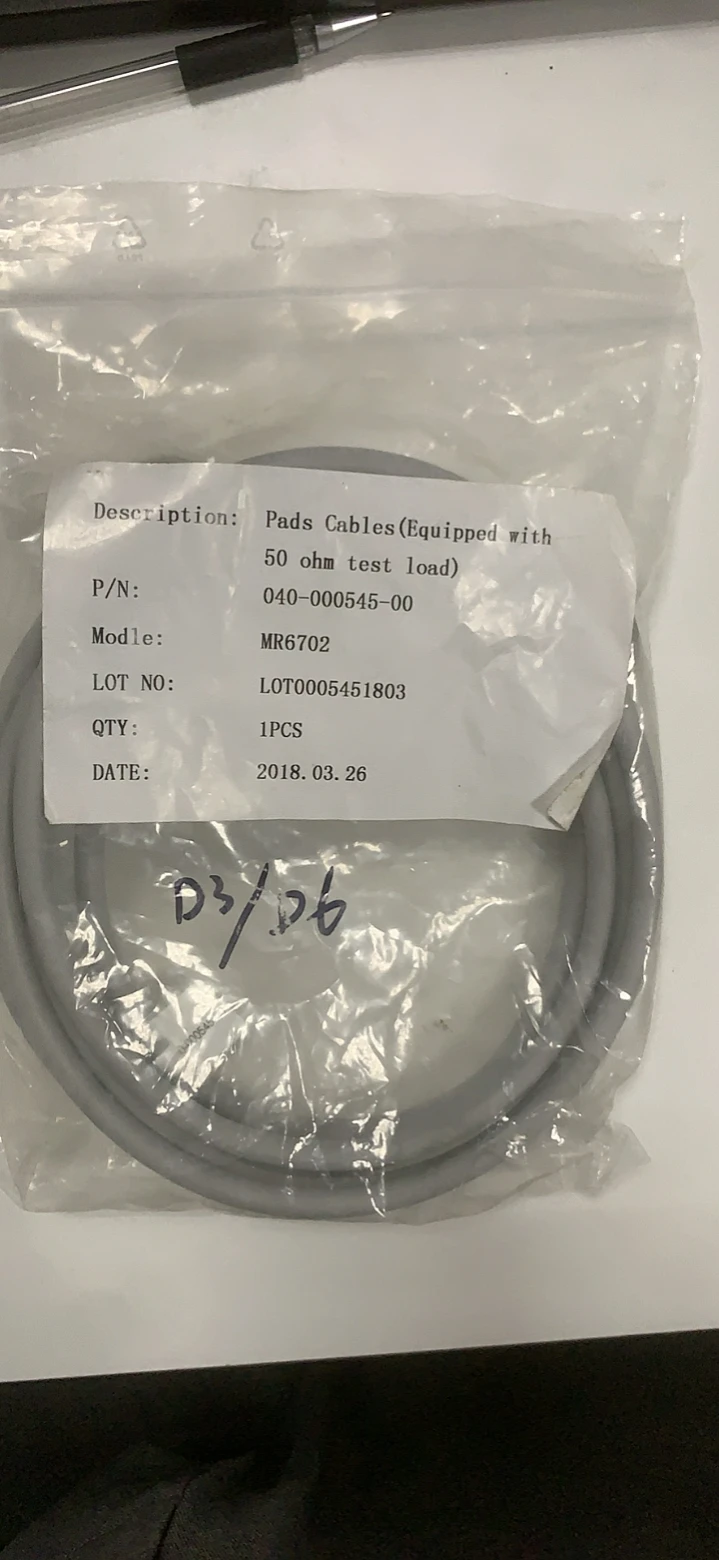 Description: Pads Cables(Equipped with
50 ohm test load)
P/N: 040-000545-00
Modle: MR6702
LOT NO: LOT0005451803
QTY: 1PCS
DATE: 2018.03.26
D3/D6